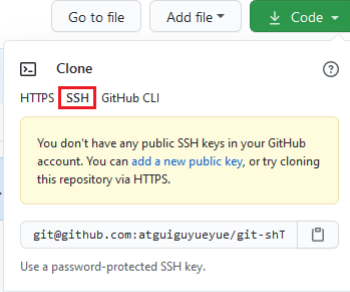 Go to file Add file Code
Clone
HTTPS SSH GitHub CLI
You don't have any public SSH keys in your GitHub
account. You can add a new public key, or try cloning
this repository via HTTPS.
git@github.com:atguiguyueyue/git-shT
Use a password-protected SSH key.